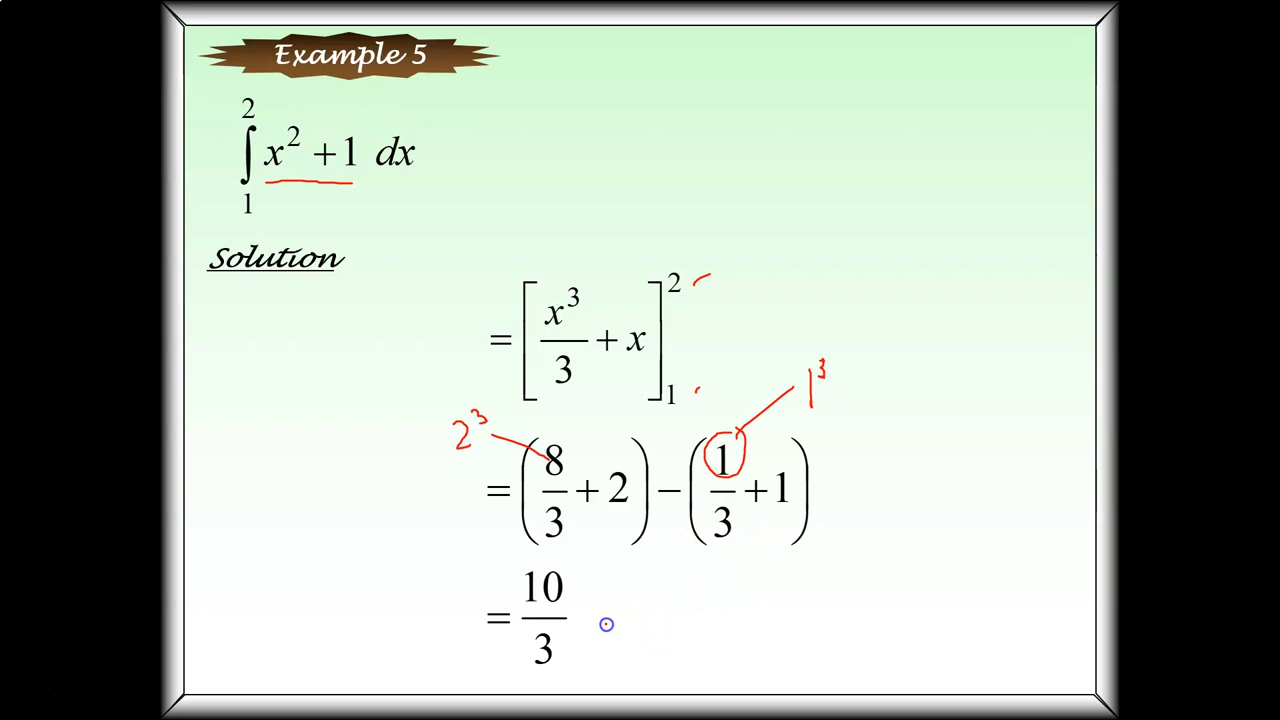 Example 5
∫₁² x² + 1 dx
Solution
= [x³/3 + x]₁²
1³
2³
= (8/3 + 2) − (1/3 + 1)
= 10/3